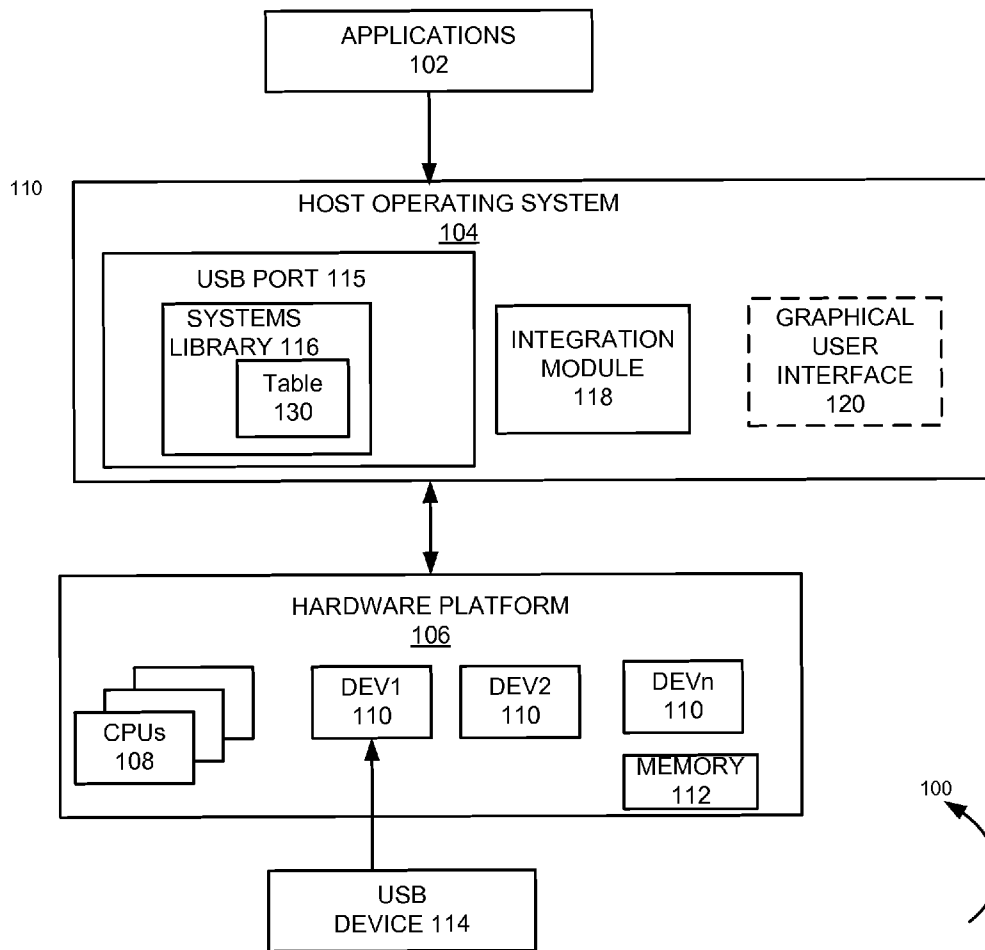 APPLICATIONS
102
110
HOST OPERATING SYSTEM
104
USB PORT 115
SYSTEMS
LIBRARY 116
Table
130
INTEGRATION
MODULE
118
GRAPHICAL
USER
INTERFACE
120
HARDWARE PLATFORM
106
CPUs
108
DEV1
110
DEV2
110
DEVn
110
MEMORY
112
100
USB
DEVICE 114